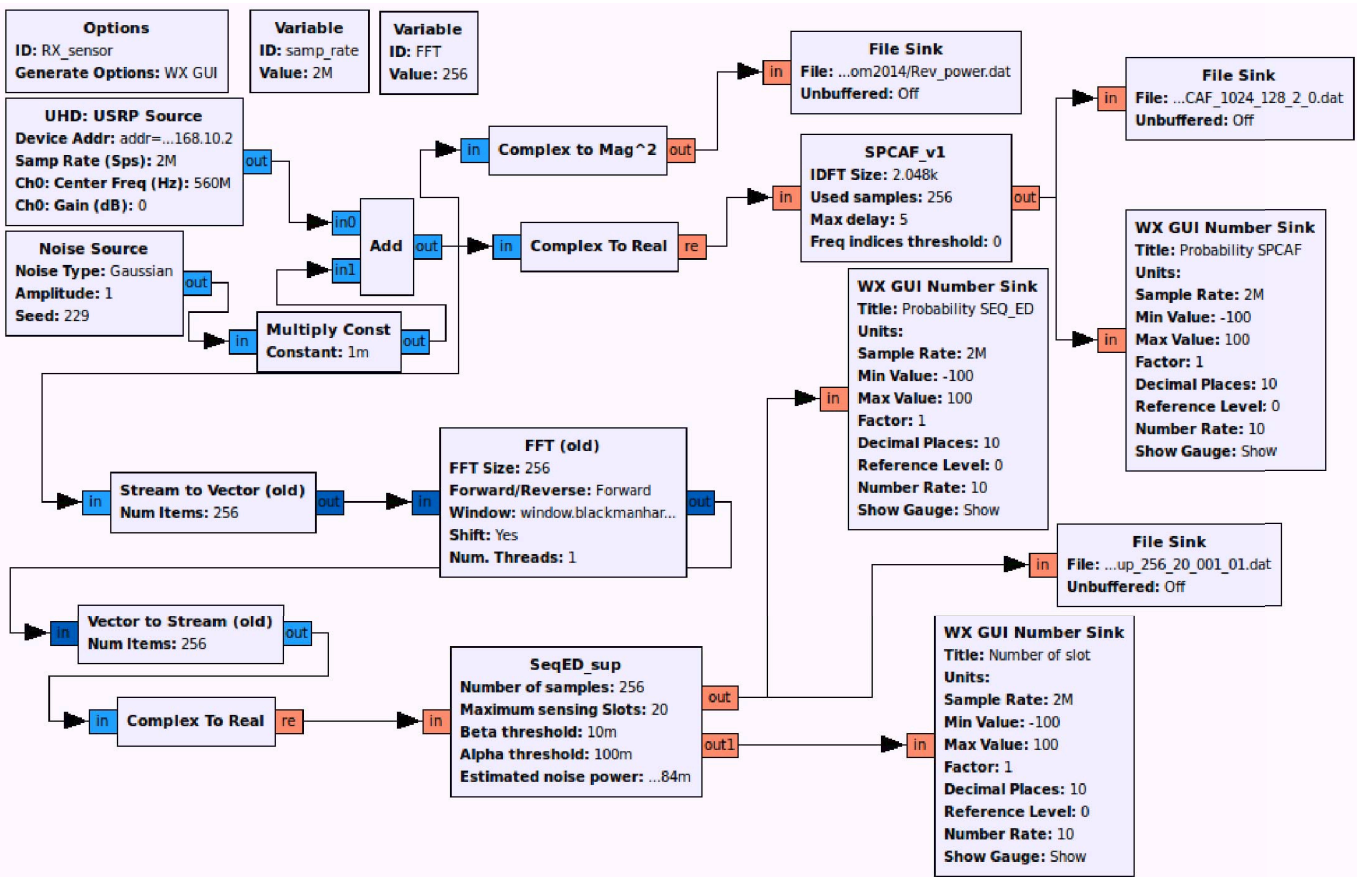 Options
ID: RX_sensor
Generate Options: WX GUI
Variable
ID: samp_rate
Value: 2M
Variable
ID: FFT
Value: 256
UHD: USRP Source
Device Addr: addr=...168.10.2
Samp Rate (Sps): 2M
Ch0: Center Freq (Hz): 560M
Ch0: Gain (dB): 0
out
Noise Source
Noise Type: Gaussian
Amplitude: 1
Seed: 229
out
in
Multiply Const
Constant: 1m
out
in0
in1
Add
out
in
Complex to Mag^2
out
in
File Sink
File: ...om2014/Rev_power.dat
Unbuffered: Off
in
Complex To Real
re
in
SPCAF_v1
IDFT Size: 2.048k
Used samples: 256
Max delay: 5
Freq indices threshold: 0
out
in
File Sink
File: ...CAF_1024_128_2_0.dat
Unbuffered: Off
in
WX GUI Number Sink
Title: Probability SPCAF
Units:
Sample Rate: 2M
Min Value: -100
Max Value: 100
Factor: 1
Decimal Places: 10
Reference Level: 0
Number Rate: 10
Show Gauge: Show
in
WX GUI Number Sink
Title: Probability SEQ_ED
Units:
Sample Rate: 2M
Min Value: -100
Max Value: 100
Factor: 1
Decimal Places: 10
Reference Level: 0
Number Rate: 10
Show Gauge: Show
in
Stream to Vector (old)
Num Items: 256
out
in
FFT (old)
FFT Size: 256
Forward/Reverse: Forward
Window: window.blackmanhar...
Shift: Yes
Num. Threads: 1
out
in
Vector to Stream (old)
Num Items: 256
out
in
Complex To Real
re
in
SeqED_sup
Number of samples: 256
Maximum sensing Slots: 20
Beta threshold: 10m
Alpha threshold: 100m
Estimated noise power: ...84m
out
out1
in
File Sink
File: ...up_256_20_001_01.dat
Unbuffered: Off
in
WX GUI Number Sink
Title: Number of slot
Units:
Sample Rate: 2M
Min Value: -100
Max Value: 100
Factor: 1
Decimal Places: 10
Reference Level: 0
Number Rate: 10
Show Gauge: Show